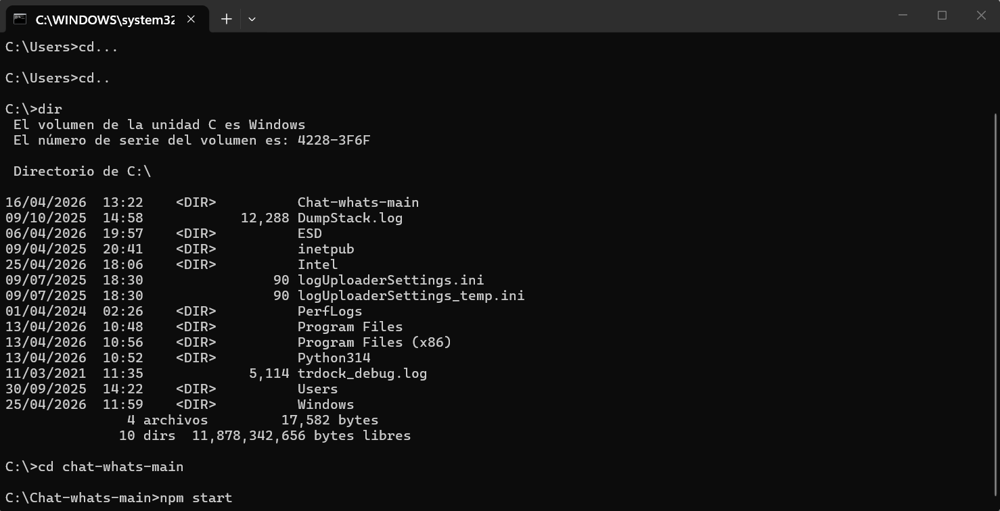 C:\WINDOWS\system32
C:\Users>cd...
C:\Users>cd..
C:\>dir
 El volumen de la unidad C es Windows
 El número de serie del volumen es: 4228-3F6F
 Directorio de C:\
16/04/2026  13:22    <DIR>          Chat-whats-main
09/10/2025  14:58            12,288 DumpStack.log
06/04/2026  19:57    <DIR>          ESD
09/04/2025  20:41    <DIR>          inetpub
25/04/2026  18:06    <DIR>          Intel
09/07/2025  18:30                90 logUploaderSettings.ini
09/07/2025  18:30                90 logUploaderSettings_temp.ini
01/04/2024  02:26    <DIR>          PerfLogs
13/04/2026  10:48    <DIR>          Program Files
13/04/2026  10:56    <DIR>          Program Files (x86)
13/04/2026  10:52    <DIR>          Python314
11/03/2021  11:35             5,114 trdock_debug.log
30/09/2025  14:22    <DIR>          Users
25/04/2026  11:59    <DIR>          Windows
               4 archivos         17,582 bytes
              10 dirs  11,878,342,656 bytes libres
C:\>cd chat-whats-main
C:\Chat-whats-main>npm start